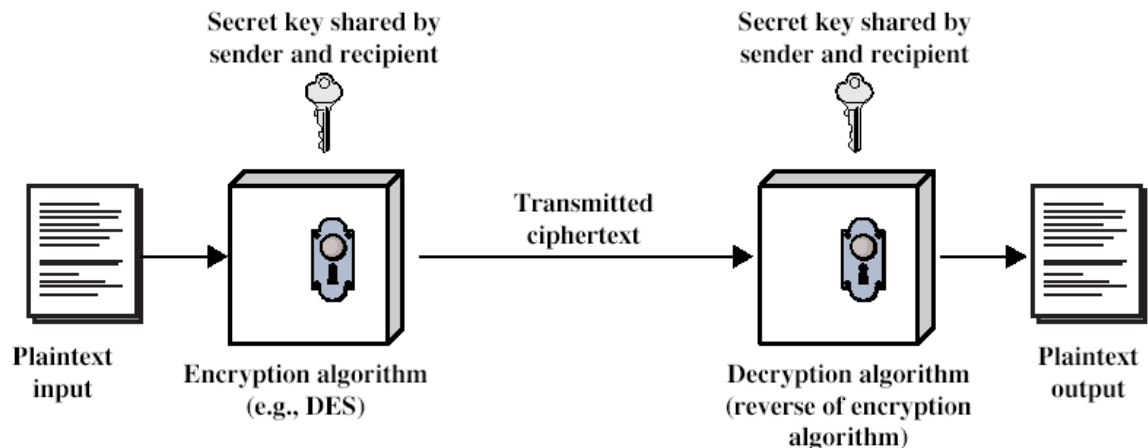 Secret key shared by
sender and recipient
Secret key shared by
sender and recipient
Transmitted
ciphertext
Plaintext
input
Encryption algorithm
(e.g., DES)
Decryption algorithm
(reverse of encryption
algorithm)
Plaintext
output